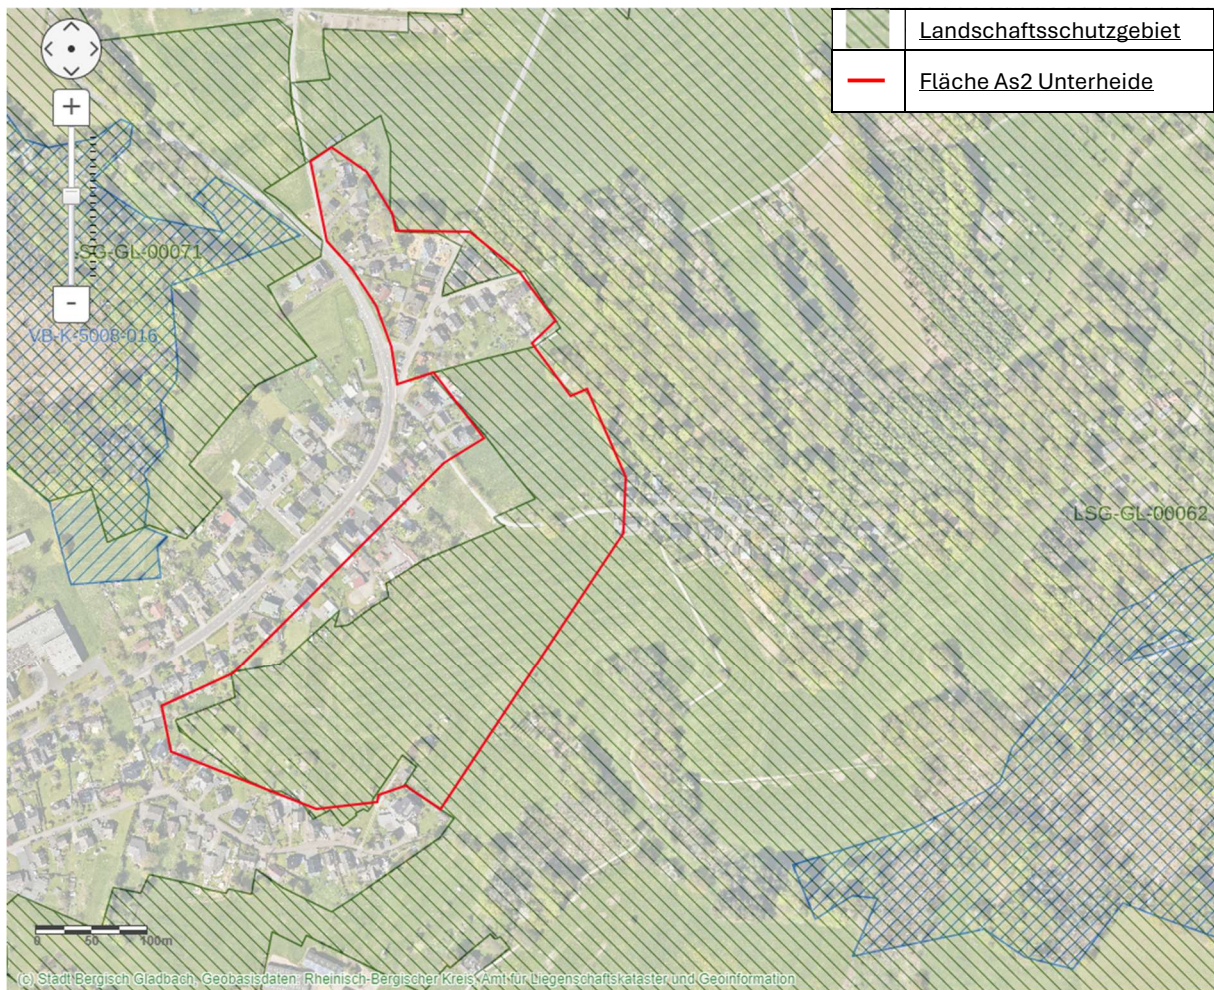 Landschaftsschutzgebiet
Fläche As2 Unterheide
+
-
LSG-GL-00071
VB-K-5008-016
LSG-GL-00062
0 50 100m
(c) Stadt Bergisch Gladbach, Geobasisdaten: Rheinisch-Bergischer Kreis, Amt für Liegenschaftskataster und Geoinformation